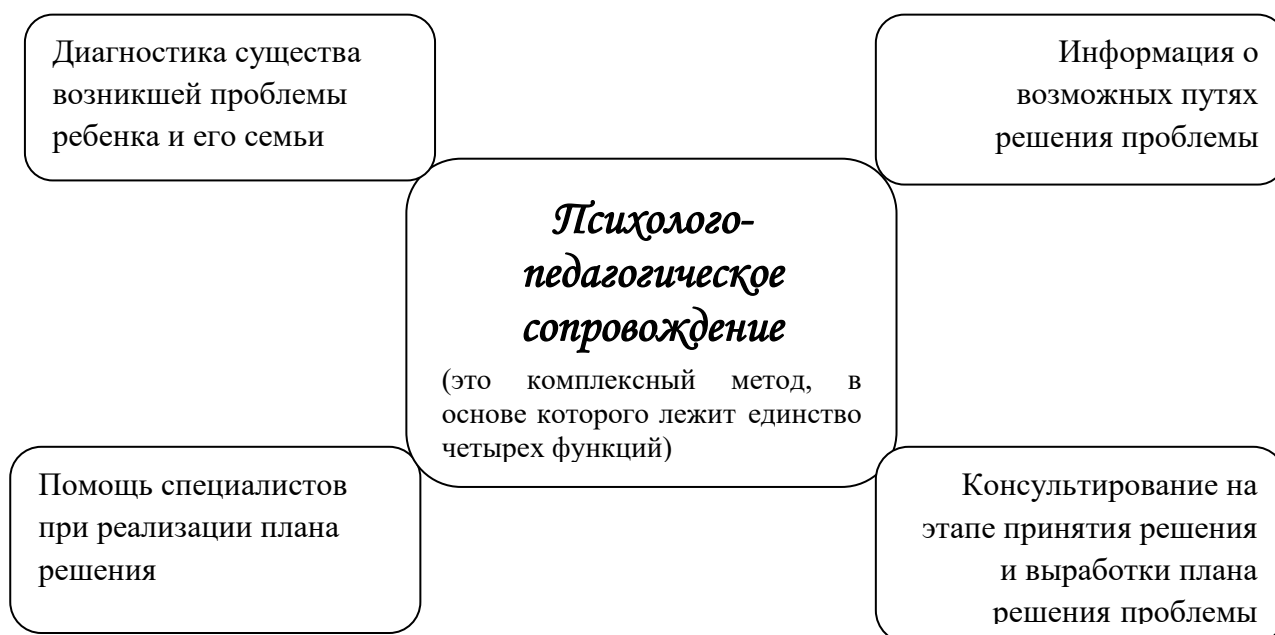 Диагностика существа
возникшей проблемы
ребенка и его семьи
Информация о
возможных путях
решения проблемы
Психолого-
педагогическое
сопровождение
(это комплексный метод, в
основе которого лежит единство
четырех функций)
Помощь специалистов
при реализации плана
решения
Консультирование на
этапе принятия решения
и выработки плана
решения проблемы